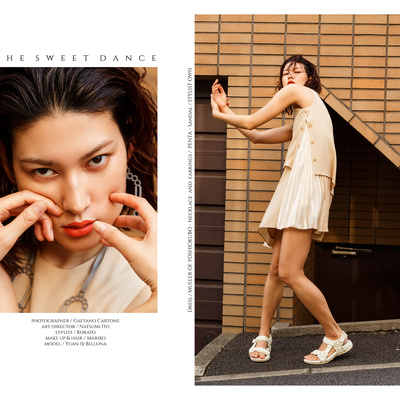 HE SWEET DANCE
PHOTOGRAPHER / GAETANO CARTONE
ART DIRECTOR / NATSUMI ITO
STYLIST / KORATO
MAKE UP & HAIR / MARIKO
MODEL / YUAN @ BELLONA
DRESS / MULLER OF YOSHIOKUBO - NECKLACE AND EARRINGS / PENTA - SANDAL / STYLIST OWN